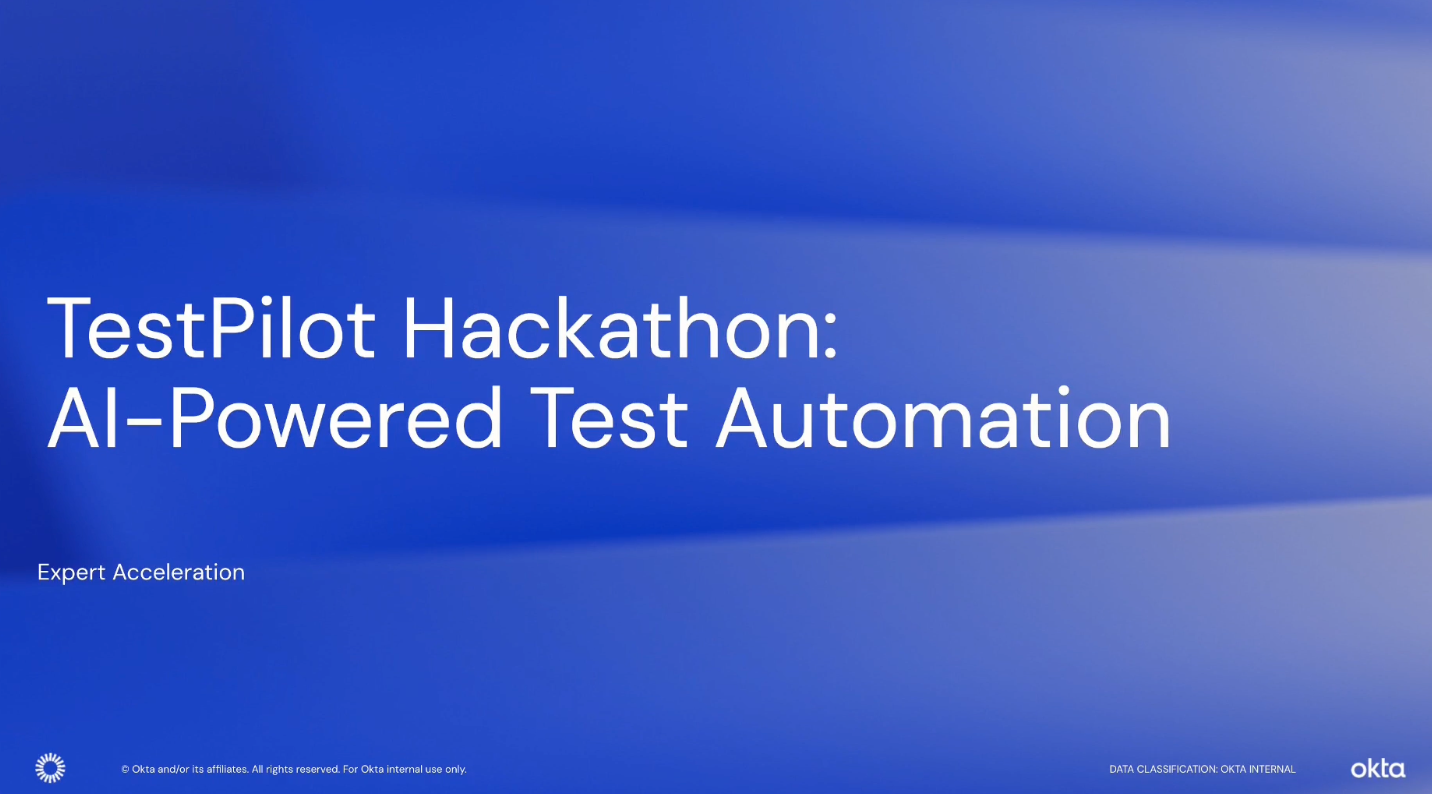 TestPilot Hackathon:
AI-Powered Test Automation
Expert Acceleration
© Okta and/or its affiliates. All rights reserved. For Okta internal use only.
DATA CLASSIFICATION: OKTA INTERNAL
okta